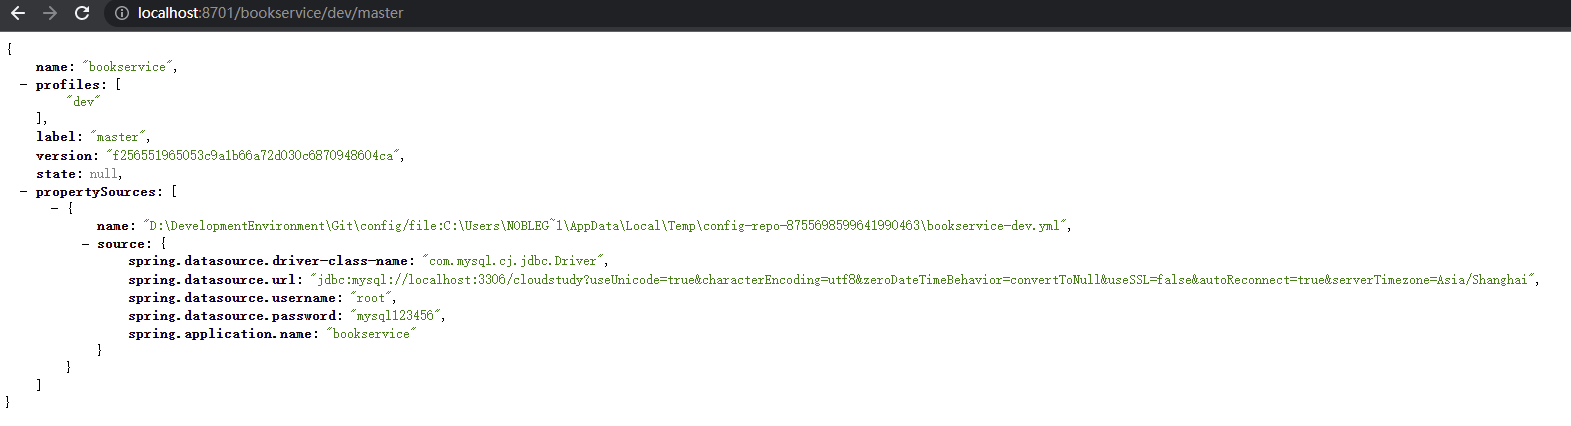 localhost:8701/bookservice/dev/master
{
name: "bookservice",
- profiles: [
"dev"
],
label: "master",
version: "f256551965053c9a1b66a72d030c6870948604ca",
state: null,
- propertySources: [
- {
name: "D:\DevelopmentEnvironment\Git\config/file:C:\Users\NOBLEG~1\AppData\Local\Temp\config-repo-8755698599641990463\bookservice-dev.yml",
- source: {
spring.datasource.driver-class-name: "com.mysql.cj.jdbc.Driver",
spring.datasource.url: "jdbc:mysql://localhost:3306/cloudstudy?useUnicode=true&characterEncoding=utf8&zeroDateTimeBehavior=convertToNull&useSSL=false&autoReconnect=true&serverTimezone=Asia/Shanghai",
spring.datasource.username: "root",
spring.datasource.password: "mysql123456",
spring.application.name: "bookservice"
}
}
]
}